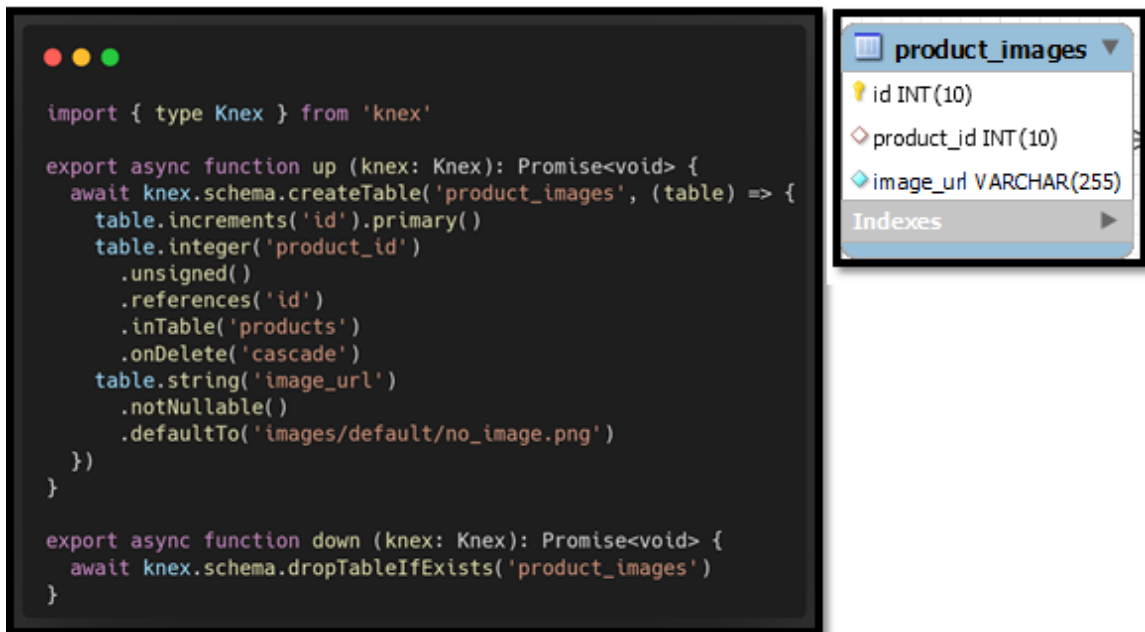 import { type Knex } from 'knex'
export async function up (knex: Knex): Promise<void> {
  await knex.schema.createTable('product_images', (table) => {
    table.increments('id').primary()
    table.integer('product_id')
      .unsigned()
      .references('id')
      .inTable('products')
      .onDelete('cascade')
    table.string('image_url')
      .notNullable()
      .defaultTo('images/default/no_image.png')
  })
}
export async function down (knex: Knex): Promise<void> {
  await knex.schema.dropTableIfExists('product_images')
}
product_images
id INT(10)
product_id INT(10)
image_url VARCHAR(255)
Indexes